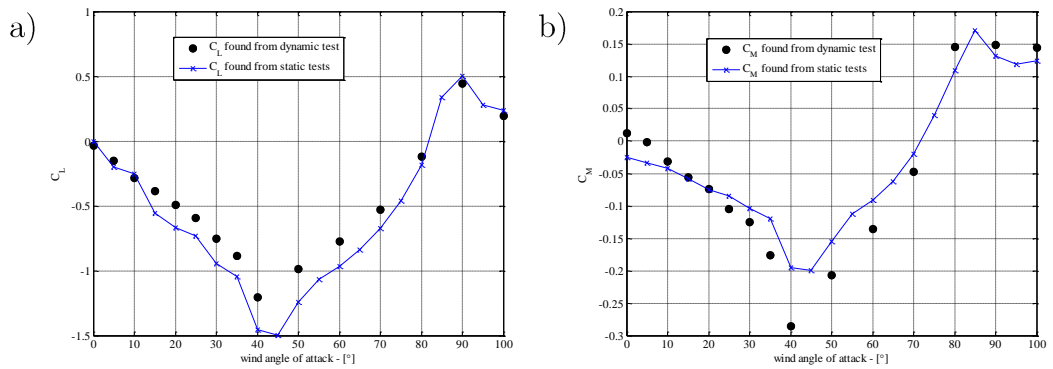 a)
C_L found from dynamic test
C_L found from static tests
1
0.5
0
-0.5
-1
-1.5
C_L
0 10 20 30 40 50 60 70 80 90 100
wind angle of attack - [°]
b)
C_M found from dynamic test
C_M found from static tests
0.2
0.15
0.1
0.05
0
-0.05
-0.1
-0.15
-0.2
-0.25
-0.3
C_M
0 10 20 30 40 50 60 70 80 90 100
wind angle of attack - [°]